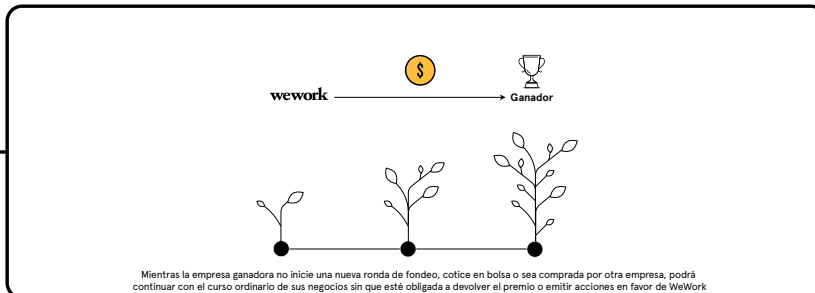 $
wework
Ganador
Mientras la empresa ganadora no inicie una nueva ronda de fondeo, cotice en bolsa o sea comprada por otra empresa, podrá
continuar con el curso ordinario de sus negocios sin que esté obligada a devolver el premio o emitir acciones en favor de WeWork